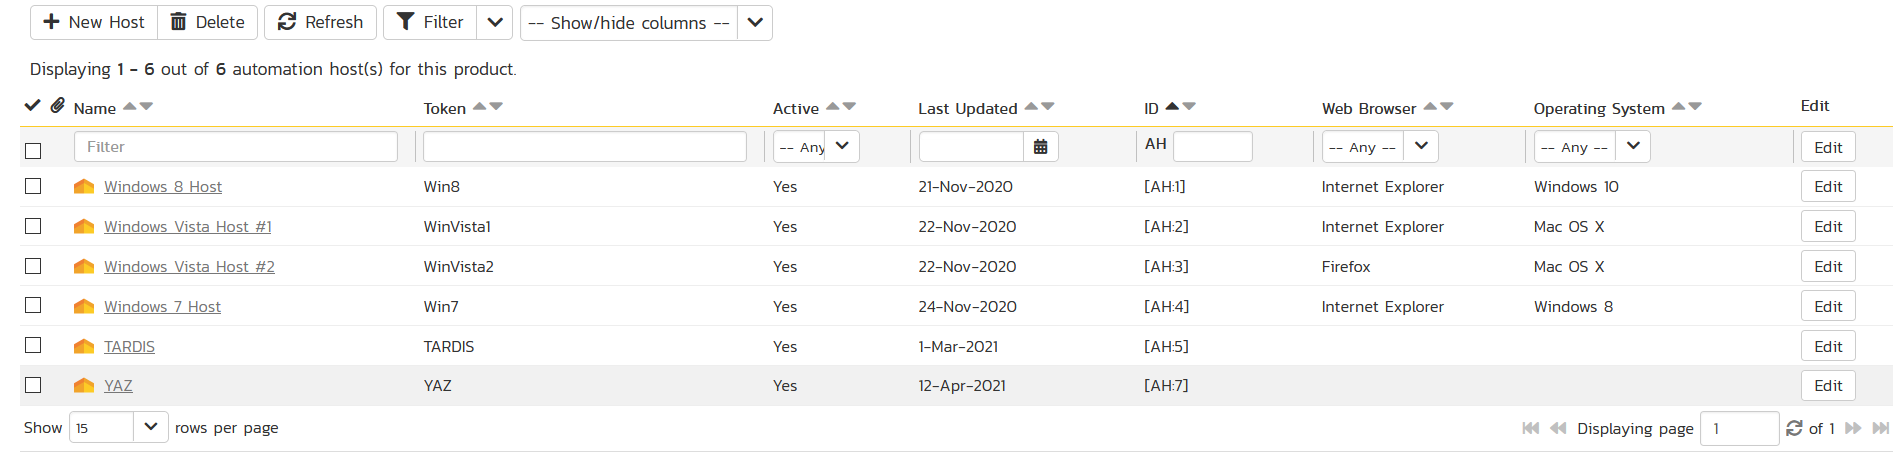 New Host Delete Refresh Filter -- Show/hide columns --
Displaying 1 - 6 out of 6 automation host(s) for this product.
Name Token Active Last Updated ID Web Browser Operating System Edit
Filter -- Any AH -- Any -- -- Any -- Edit
Windows 8 Host Win8 Yes 21-Nov-2020 [AH:1] Internet Explorer Windows 10 Edit
Windows Vista Host #1 WinVista1 Yes 22-Nov-2020 [AH:2] Internet Explorer Mac OS X Edit
Windows Vista Host #2 WinVista2 Yes 22-Nov-2020 [AH:3] Firefox Mac OS X Edit
Windows 7 Host Win7 Yes 24-Nov-2020 [AH:4] Internet Explorer Windows 8 Edit
TARDIS TARDIS Yes 1-Mar-2021 [AH:5] Edit
YAZ YAZ Yes 12-Apr-2021 [AH:7] Edit
Show 15 rows per page Displaying page 1 of 1